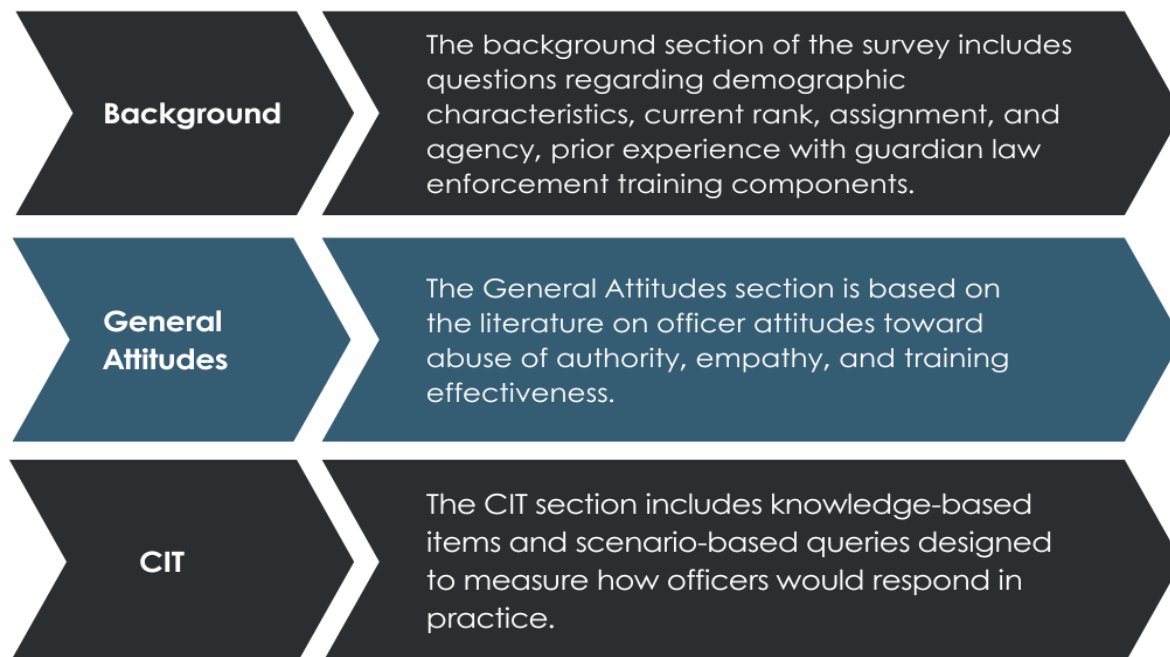 Background
The background section of the survey includes
questions regarding demographic
characteristics, current rank, assignment, and
agency, prior experience with guardian law
enforcement training components.
General
Attitudes
The General Attitudes section is based on
the literature on officer attitudes toward
abuse of authority, empathy, and training
effectiveness.
CIT
The CIT section includes knowledge-based
items and scenario-based queries designed
to measure how officers would respond in
practice.